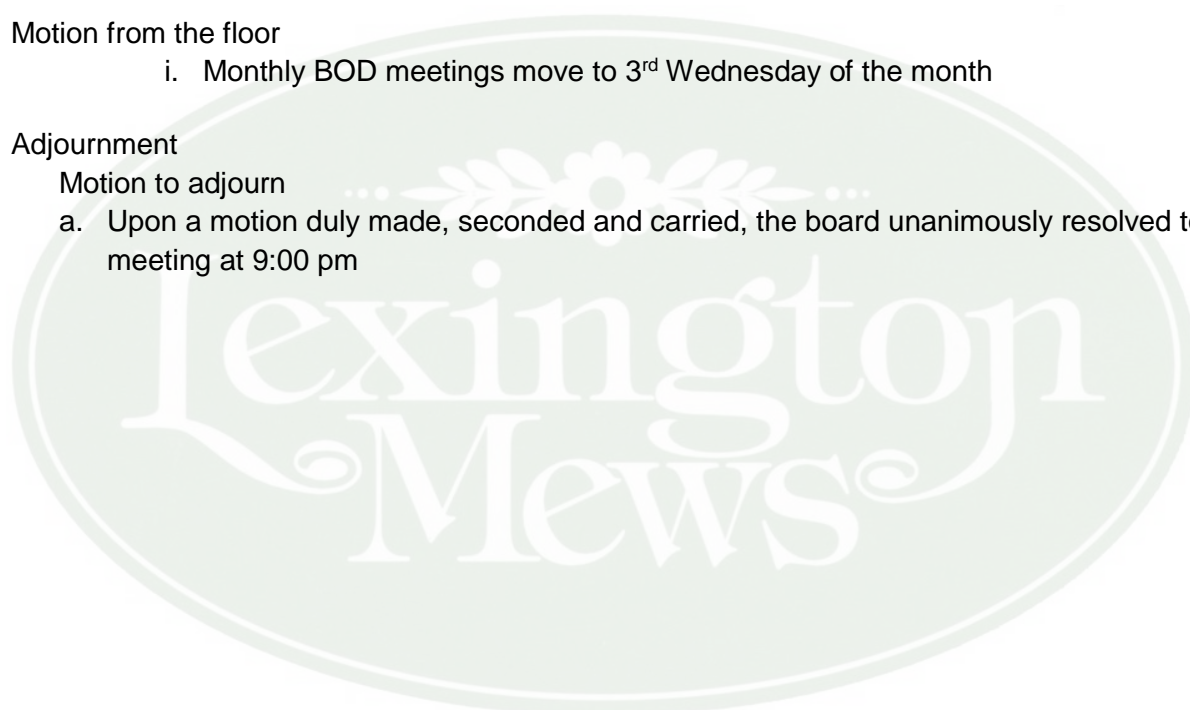 Motion from the floor
i. Monthly BOD meetings move to 3rd Wednesday of the month
Adjournment
Motion to adjourn
a. Upon a motion duly made, seconded and carried, the board unanimously resolved
meeting at 9:00 pm
Lexington
Mews